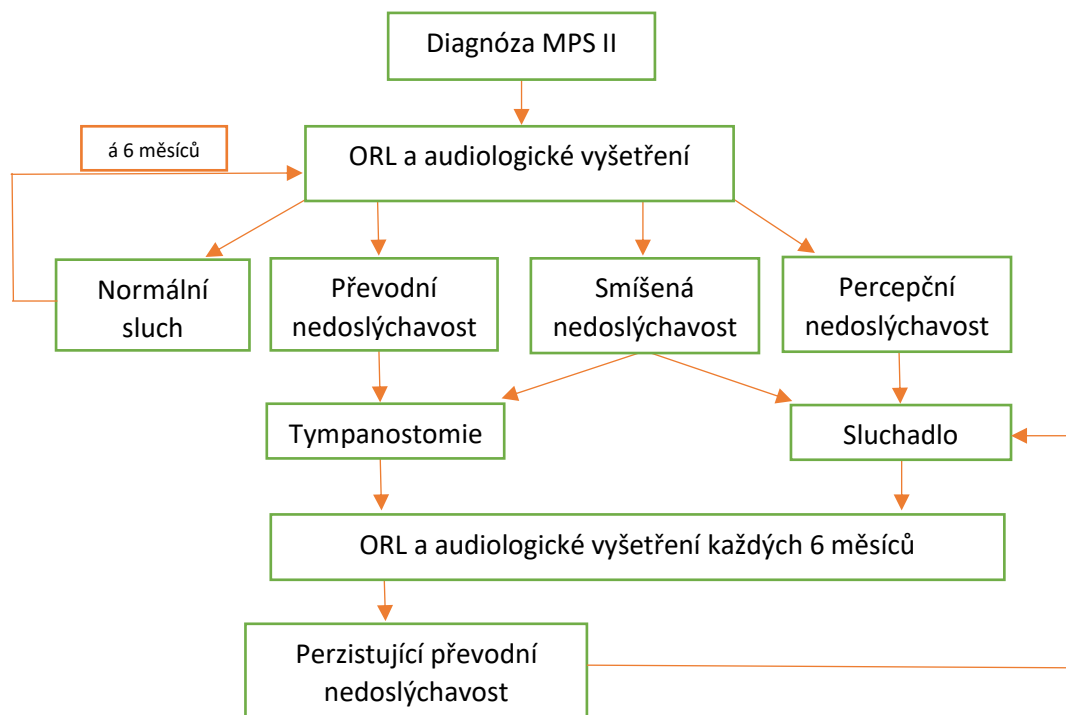 Diagnóza MPS II
á 6 měsíců
ORL a audiologické vyšetření
Normální
sluch
Převodní
nedoslýchavost
Smíšená
nedoslýchavost
Percepční
nedoslýchavost
Tympanostomie
Sluchadlo
ORL a audiologické vyšetření každých 6 měsíců
Perzistující převodní
nedoslýchavost